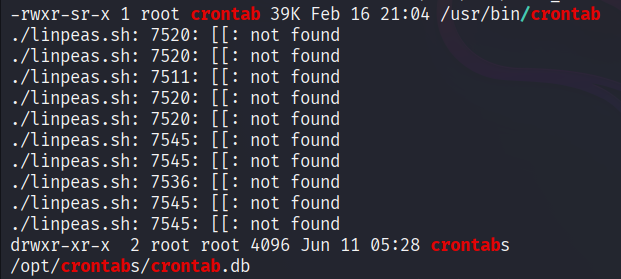 -rwxr-sr-x 1 root crontab 39K Feb 16 21:04 /usr/bin/crontab
./linpeas.sh: 7520: [[: not found
./linpeas.sh: 7520: [[: not found
./linpeas.sh: 7511: [[: not found
./linpeas.sh: 7520: [[: not found
./linpeas.sh: 7520: [[: not found
./linpeas.sh: 7545: [[: not found
./linpeas.sh: 7545: [[: not found
./linpeas.sh: 7536: [[: not found
./linpeas.sh: 7545: [[: not found
./linpeas.sh: 7545: [[: not found
drwxr-xr-x  2 root root 4096 Jun 11 05:28 crontabs
/opt/crontabs/crontab.db